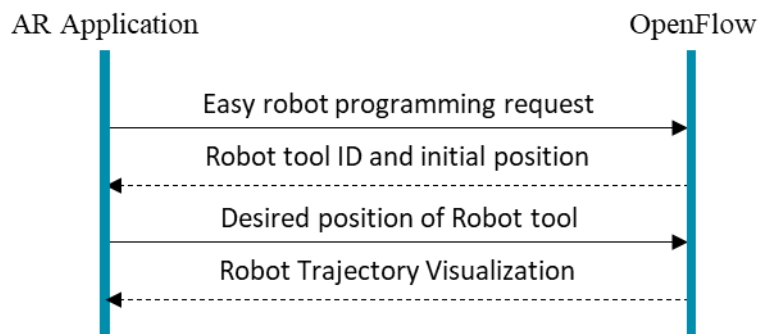 AR Application
OpenFlow
Easy robot programming request
Robot tool ID and initial position
Desired position of Robot tool
Robot Trajectory Visualization